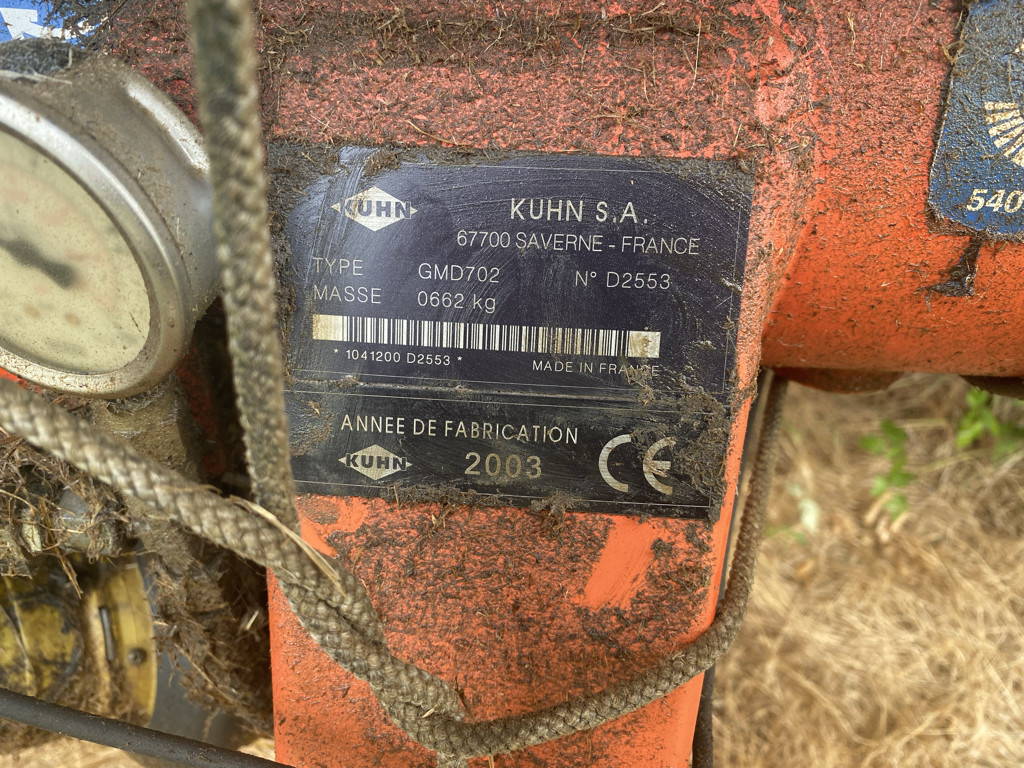 KUHN
KUHN S.A.
67700 SAVERNE - FRANCE
TYPE GMD702 N° D2553
MASSE 0662 kg
* 1041200 D2553 *
MADE IN FRANCE
ANNEE DE FABRICATION
KUHN 2003 CE
540